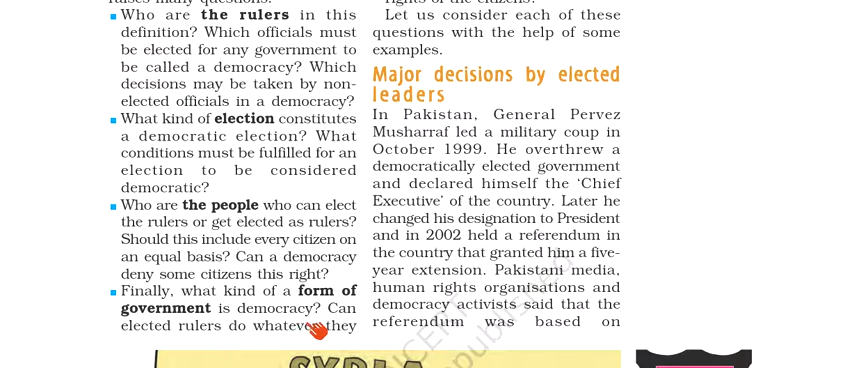 raises many questions.
Who are the rulers in this
definition? Which officials must
be elected for any government to
be called a democracy? Which
decisions may be taken by non-
elected officials in a democracy?
What kind of election constitutes
a democratic election? What
conditions must be fulfilled for an
election to be considered
democratic?
Who are the people who can elect
the rulers or get elected as rulers?
Should this include every citizen on
an equal basis? Can a democracy
deny some citizens this right?
Finally, what kind of a form of
government is democracy? Can
elected rulers do whatever they
rights of the citizens?
Let us consider each of these
questions with the help of some
examples.
Major decisions by elected
leaders
In Pakistan, General Pervez
Musharraf led a military coup in
October 1999. He overthrew a
democratically elected government
and declared himself the ‘Chief
Executive’ of the country. Later he
changed his designation to President
and in 2002 held a referendum in
the country that granted him a five-
year extension. Pakistani media,
human rights organisations and
democracy activists said that the
referendum was based on
SYRIA